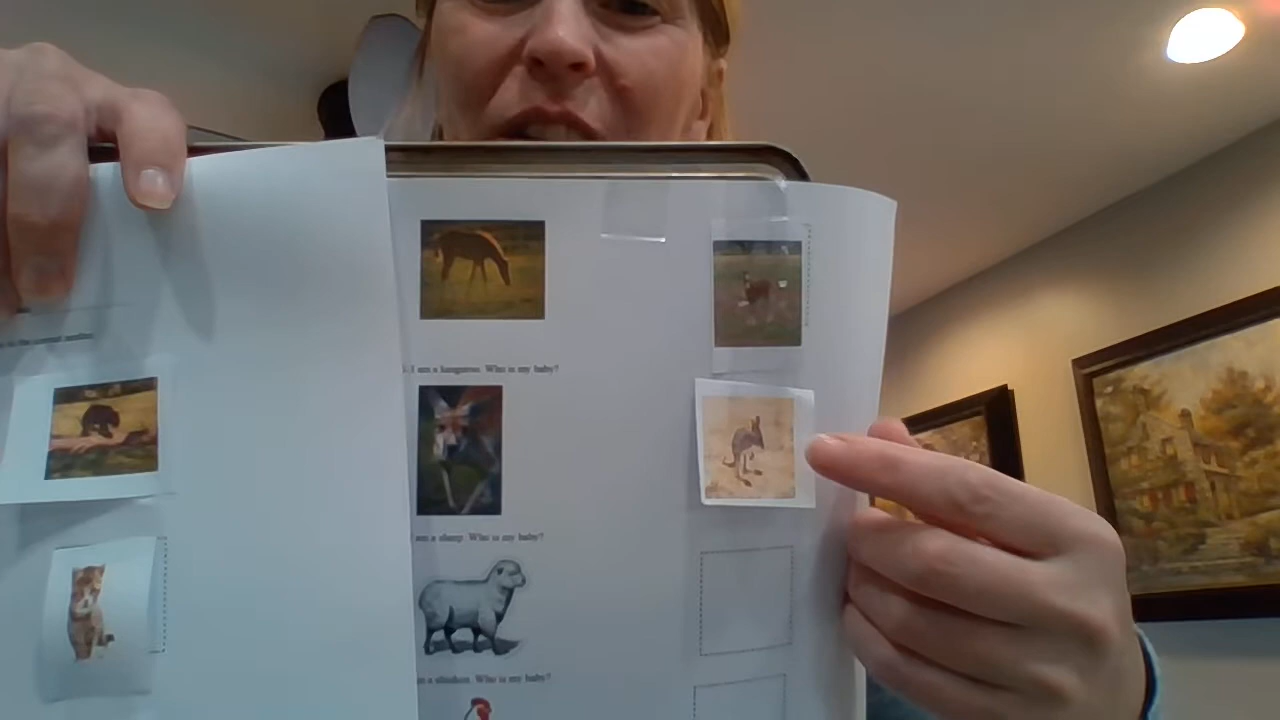 I am a kangaroo. Who is my baby?
am a sheep. Who is my baby?
a chicken. Who is my baby?